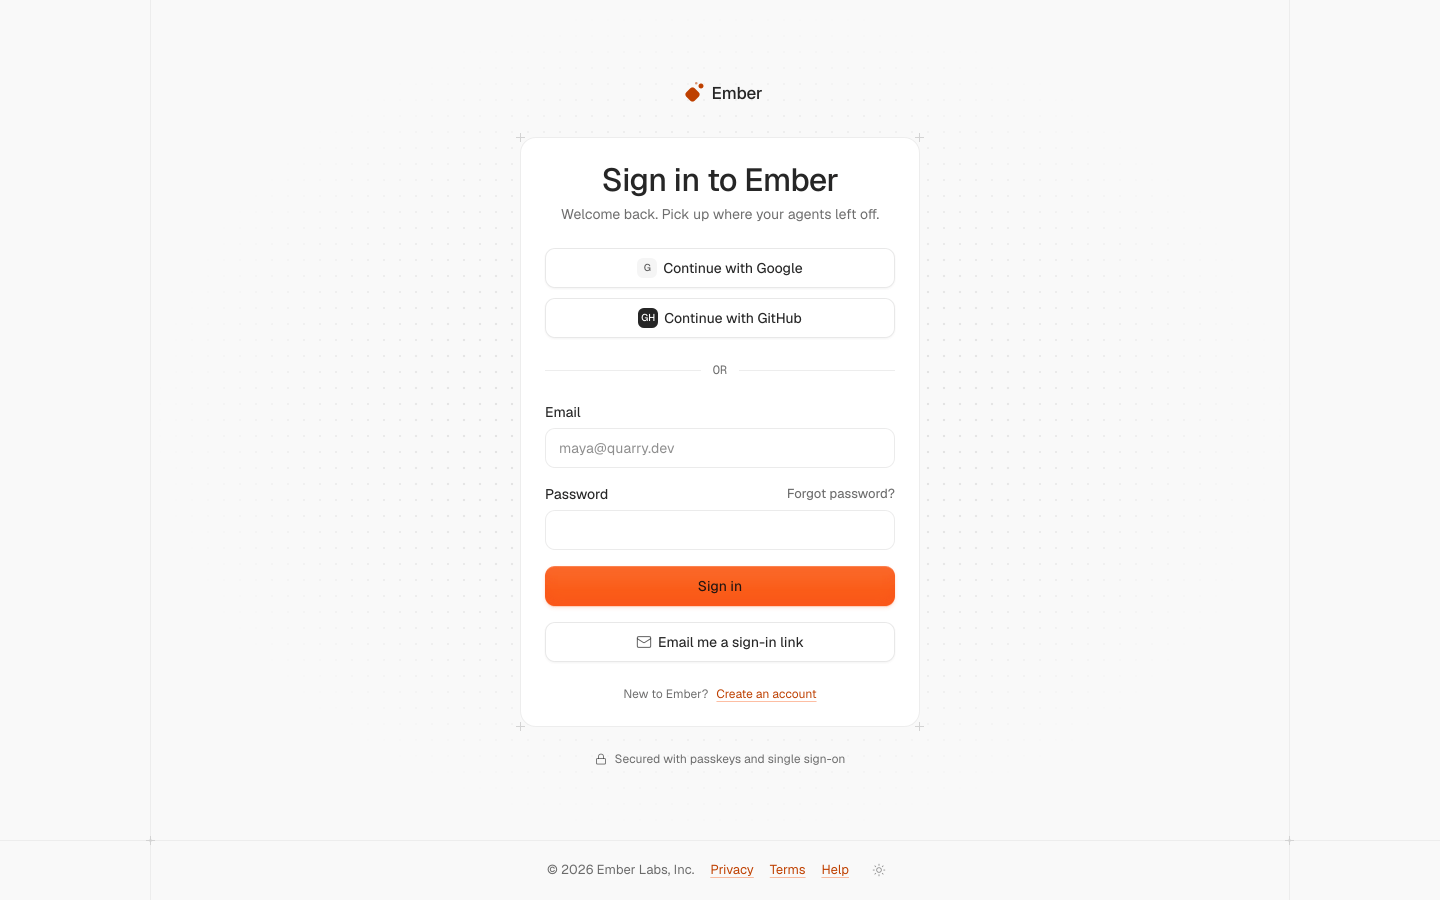 Ember
Sign in to Ember
Welcome back. Pick up where your agents left off.
G Continue with Google
GH Continue with GitHub
OR
Email
maya@quarry.dev
Password Forgot password?
Sign in
Email me a sign-in link
New to Ember? Create an account
Secured with passkeys and single sign-on
© 2026 Ember Labs, Inc. Privacy Terms Help